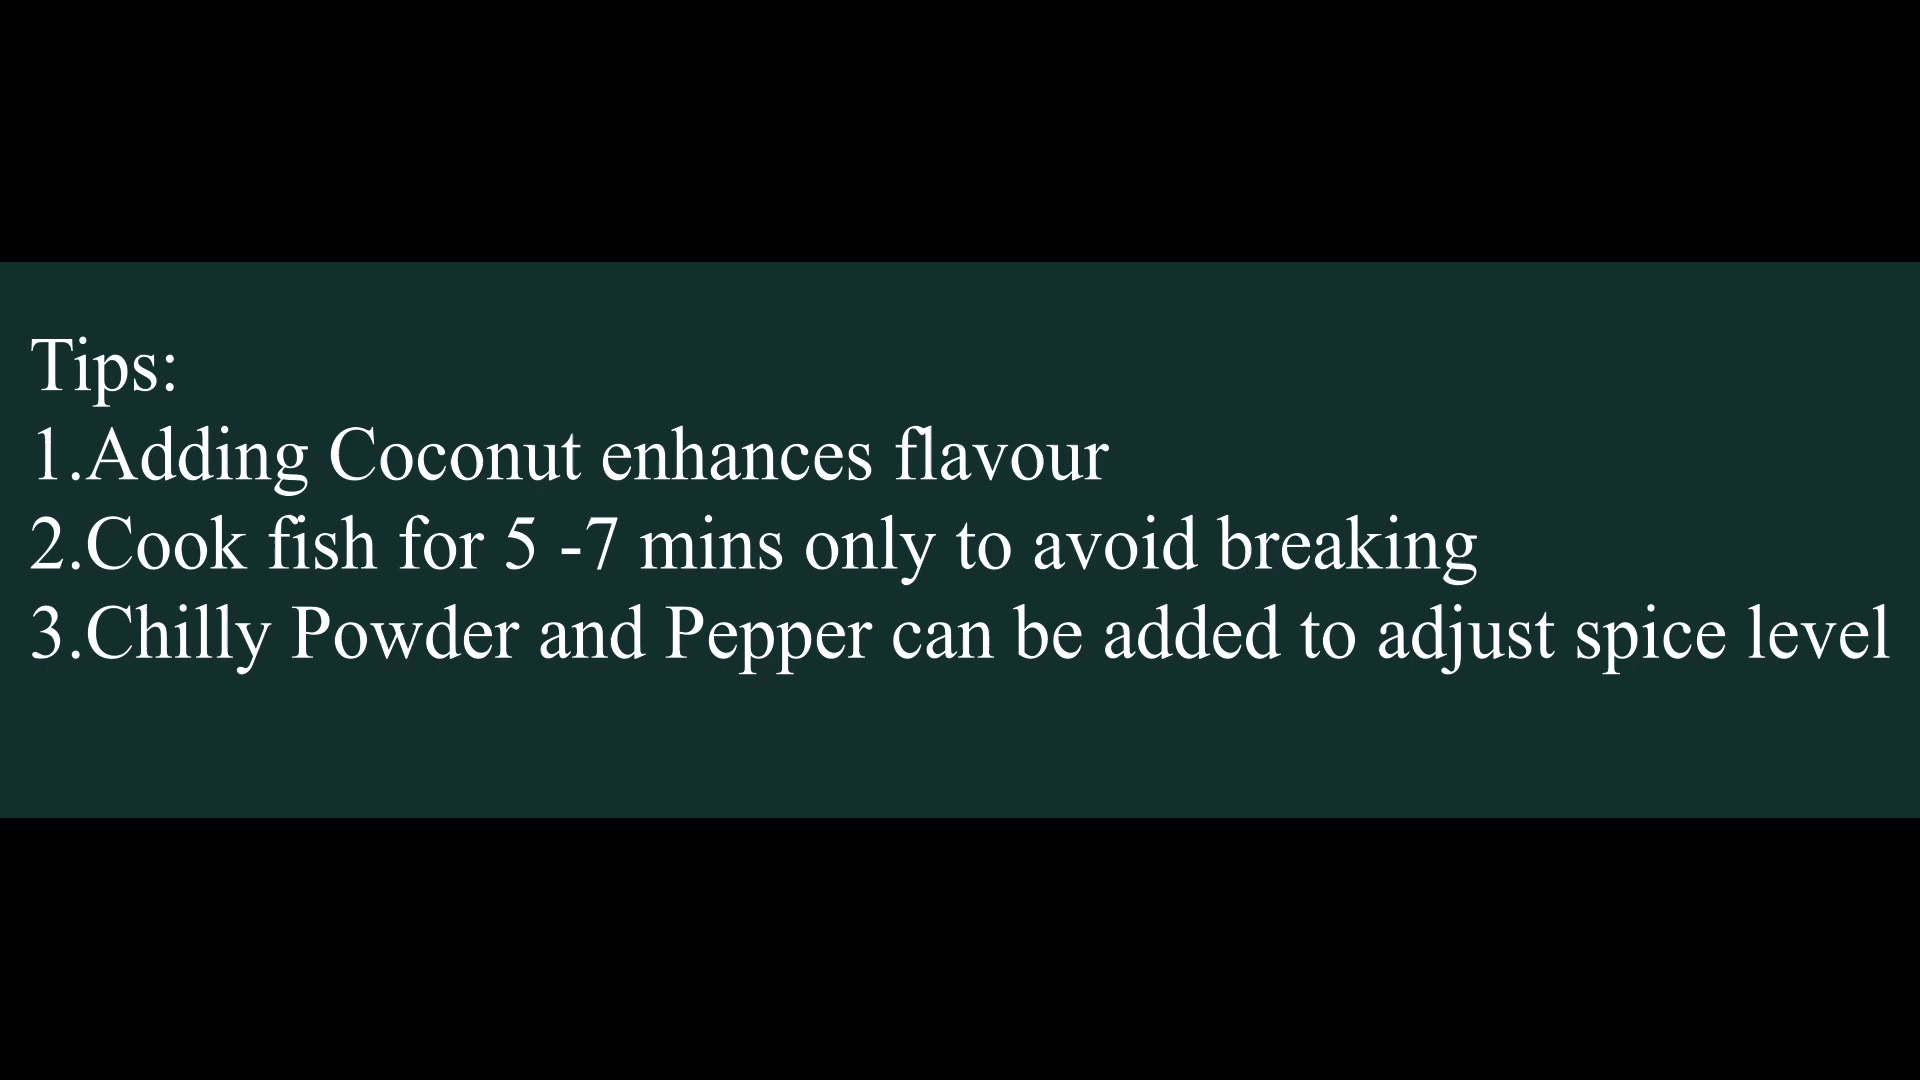 Tips:
1.Adding Coconut enhances flavour
2.Cook fish for 5 -7 mins only to avoid breaking
3.Chilly Powder and Pepper can be added to adjust spice level